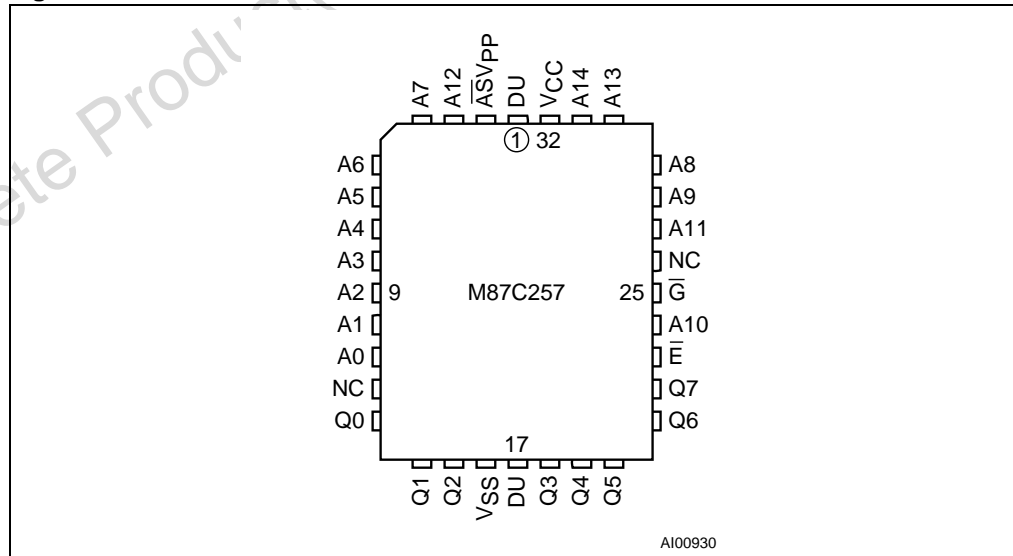 ete Produ
A7 A12 A̅S̅VPP DU VCC A14 A13
1 32
A6 A8
A5 A9
A4 A11
A3 NC
A2 9 M87C257 25 G̅
A1 A10
A0 E̅
NC Q7
Q0 Q6
17
Q1 Q2 VSS DU Q3 Q4 Q5
AI00930